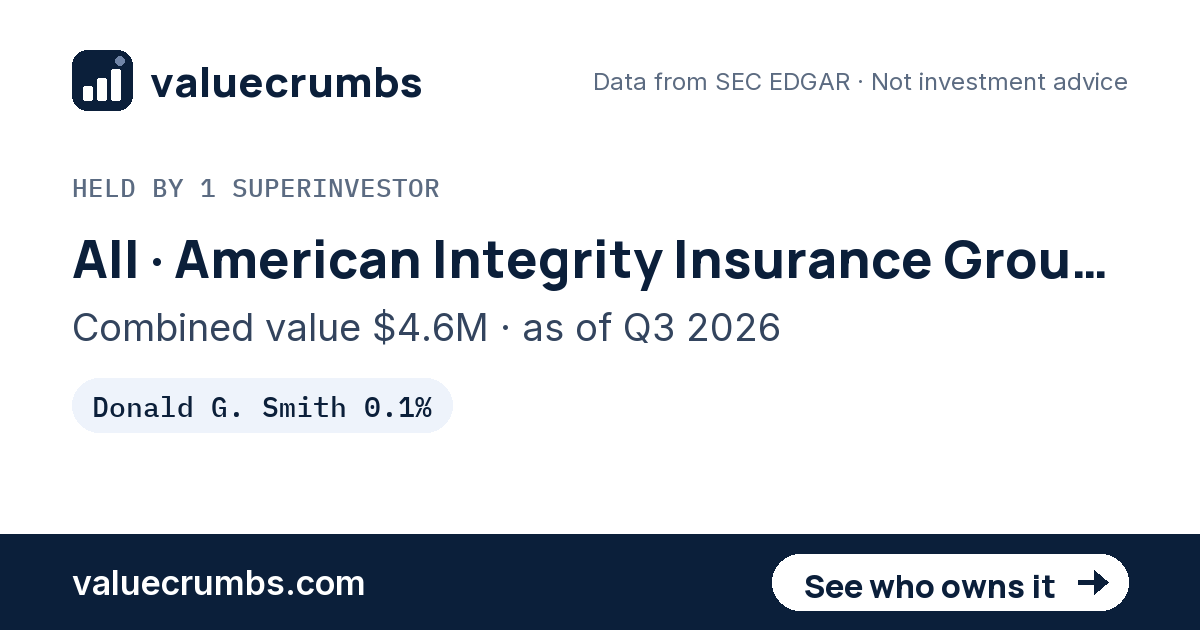 valuecrumbs
Data from SEC EDGAR · Not investment advice
HELD BY 1 SUPERINVESTOR
AII · American Integrity Insurance Grou…
Combined value $4.6M · as of Q3 2026
Donald G. Smith 0.1%
valuecrumbs.com
See who owns it →